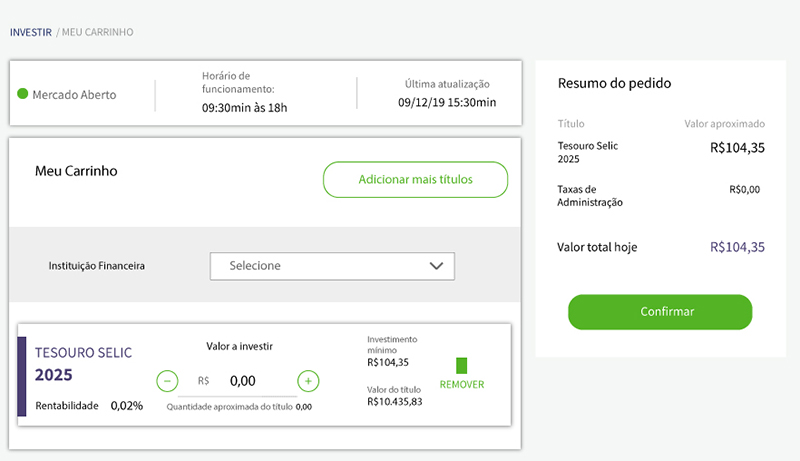 INVESTIR / MEU CARRINHO
Mercado Aberto
Horário de
funcionamento:
09:30min às 18h
Última atualização
09/12/19 15:30min
Meu Carrinho
Adicionar mais títulos
Instituição Financeira
Selecione
TESOURO SELIC
2025
Rentabilidade 0,02%
Valor a investir
R$ 0,00
Quantidade aproximada do título 0,00
Investimento
mínimo
R$104,35
Valor do título
R$10.435,83
REMOVER
Resumo do pedido
Título Valor aproximado
Tesouro Selic R$104,35
2025
Taxas de R$0,00
Administração
Valor total hoje R$104,35
Confirmar